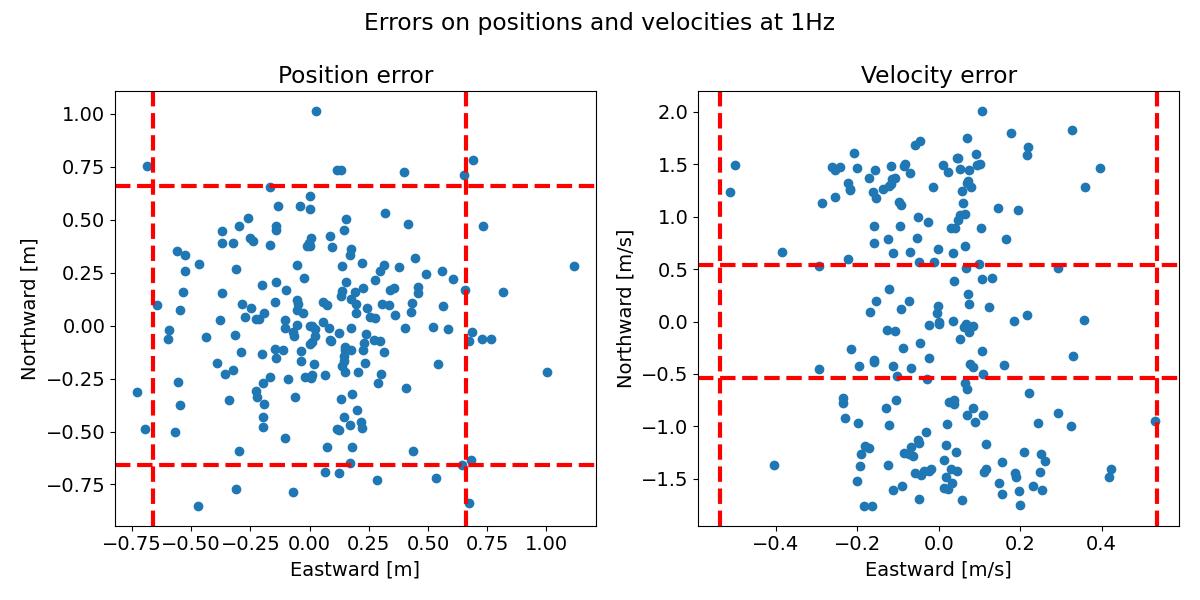 Errors on positions and velocities at 1Hz
Position error
1.00
0.75
0.50
0.25
0.00
−0.25
−0.50
−0.75
Northward [m]
−0.75 −0.50 −0.25 0.00 0.25 0.50 0.75 1.00
Eastward [m]
Velocity error
2.0
1.5
1.0
0.5
0.0
−0.5
−1.0
−1.5
Northward [m/s]
−0.4 −0.2 0.0 0.2 0.4
Eastward [m/s]